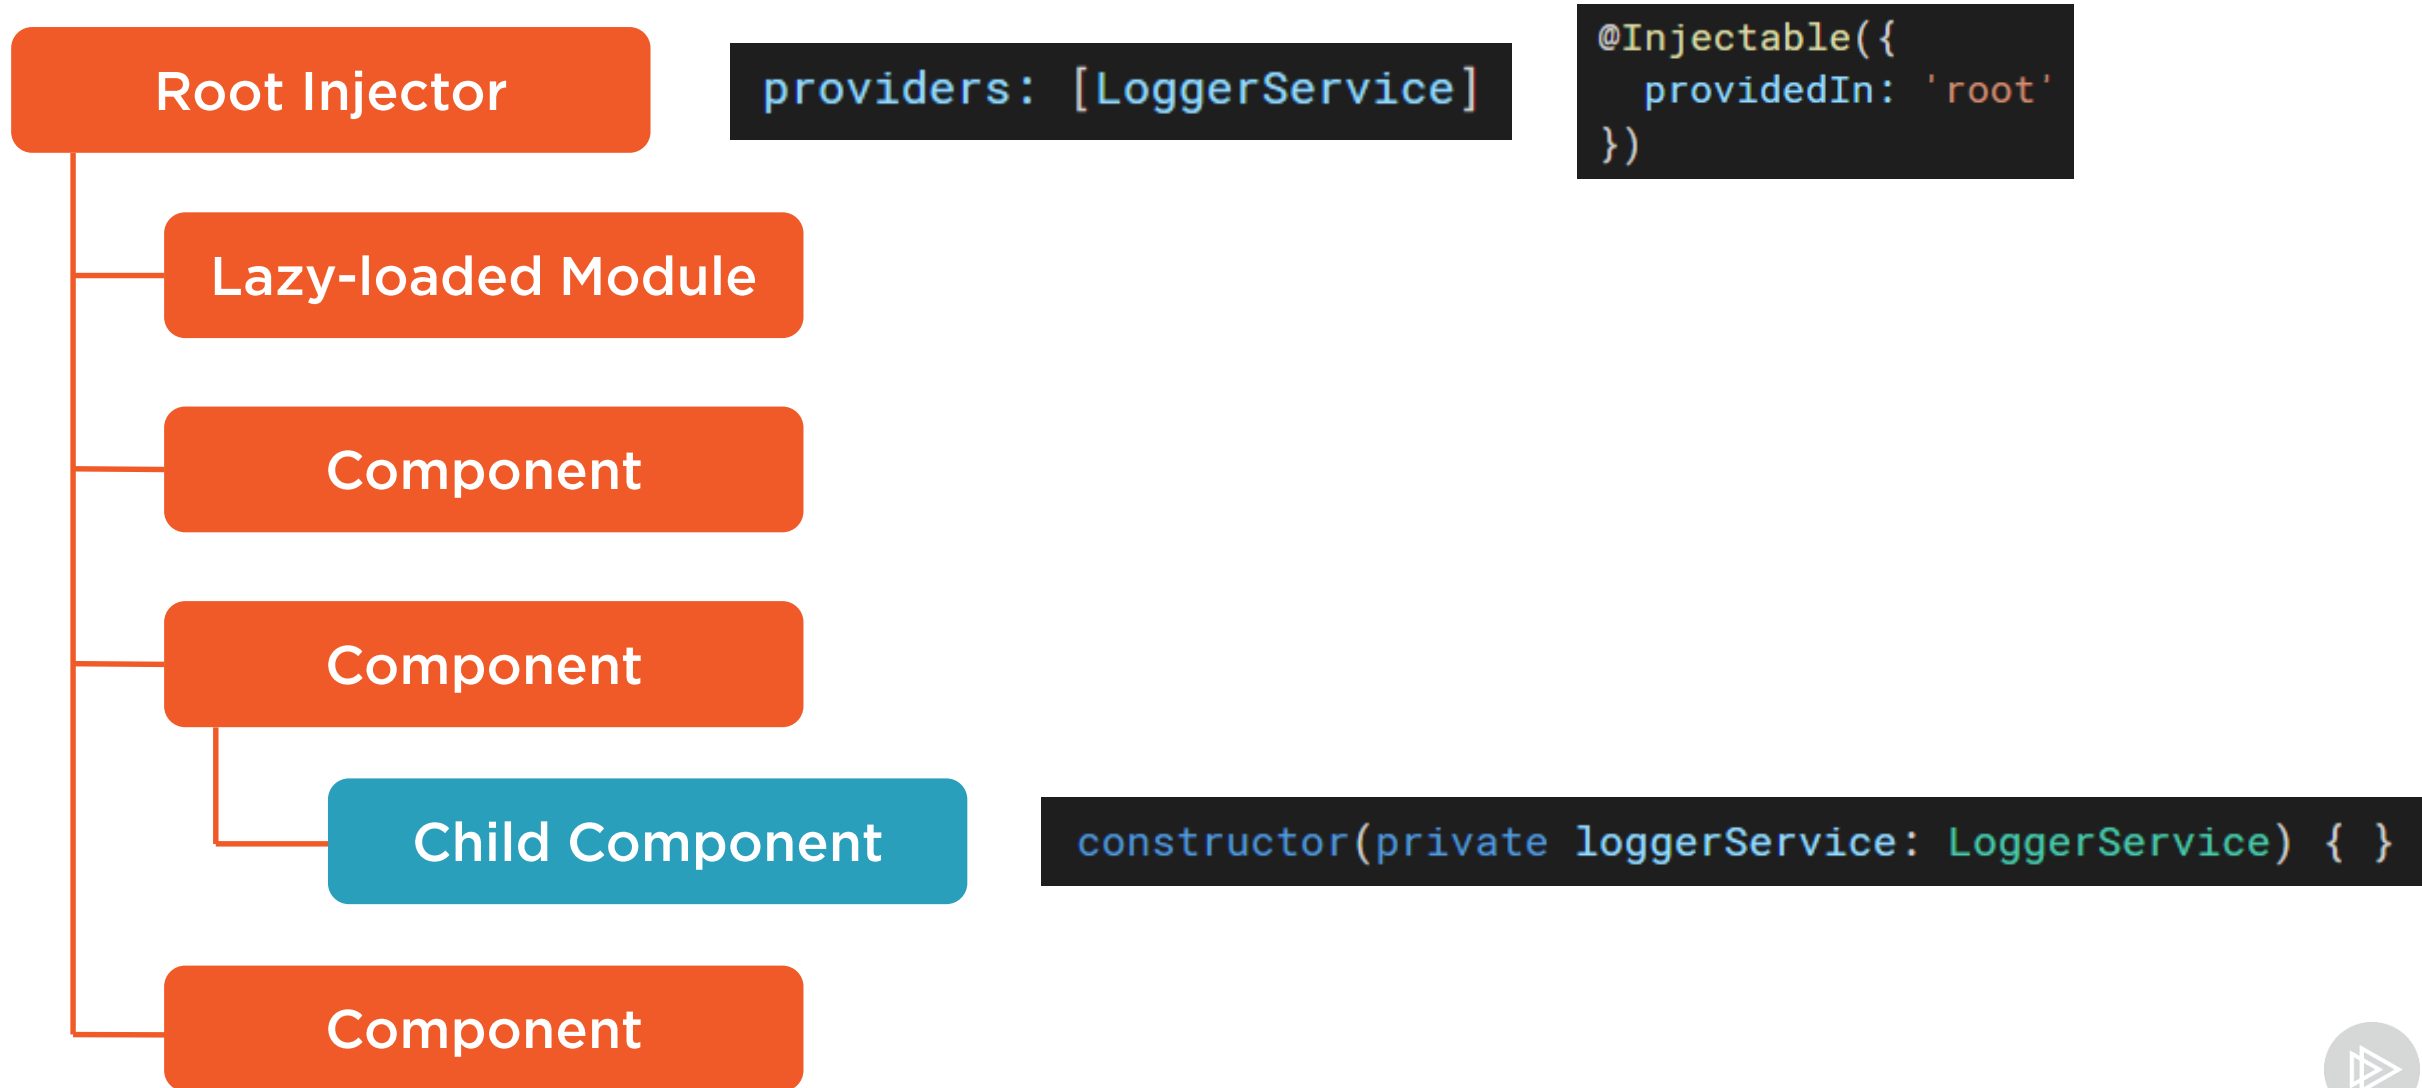 Root Injector
providers: [LoggerService]
@Injectable({
providedIn: 'root'
})
Lazy-loaded Module
Component
Component
Child Component
constructor(private loggerService: LoggerService) { }
Component